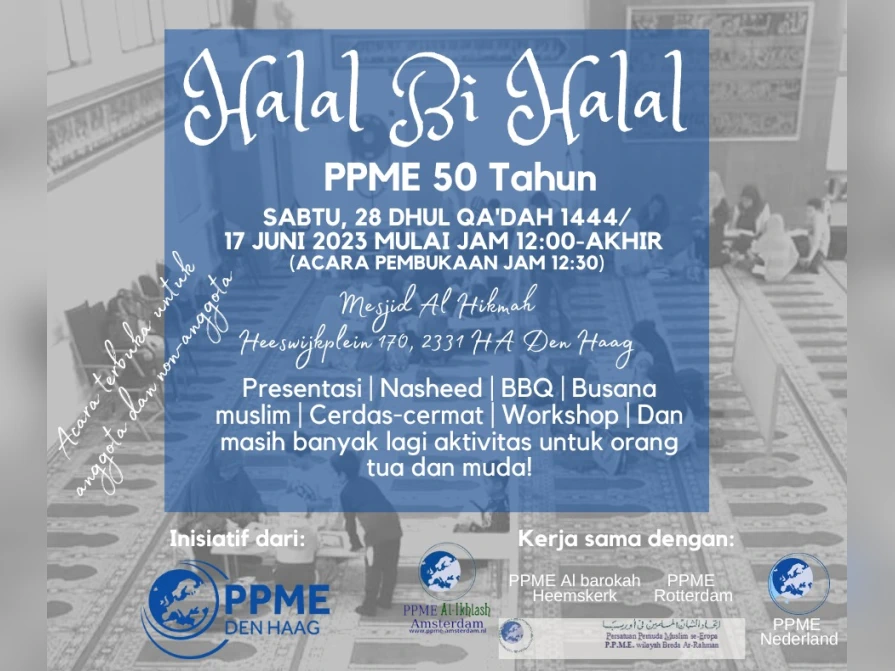 Halal Bi Halal
PPME 50 Tahun
SABTU, 28 DHUL QA'DAH 1444/
17 JUNI 2023 MULAI JAM 12:00-AKHIR
(ACARA PEMBUKAAN JAM 12:30)
Mesjid Al Hikmah
Heeswijkplein 170, 2331 HA Den Haag
Presentasi | Nasheed | BBQ | Busana
muslim | Cerdas-cermat | Workshop | Dan
masih banyak lagi aktivitas untuk orang
tua dan muda!
Acara terbuka untuk
anggota dan non-anggota
Inisiatif dari:
PPME
DEN HAAG
Kerja sama dengan:
PPME Al-Ikhlash
Amsterdam
www.ppme-amsterdam.nl
PPME Al barokah
Heemskerk
PPME
Rotterdam
Persatuan Pemuda Muslim se-Eropa
P.P.M.E. wilayah Breda Ar-Rahman
PPME
Nederland